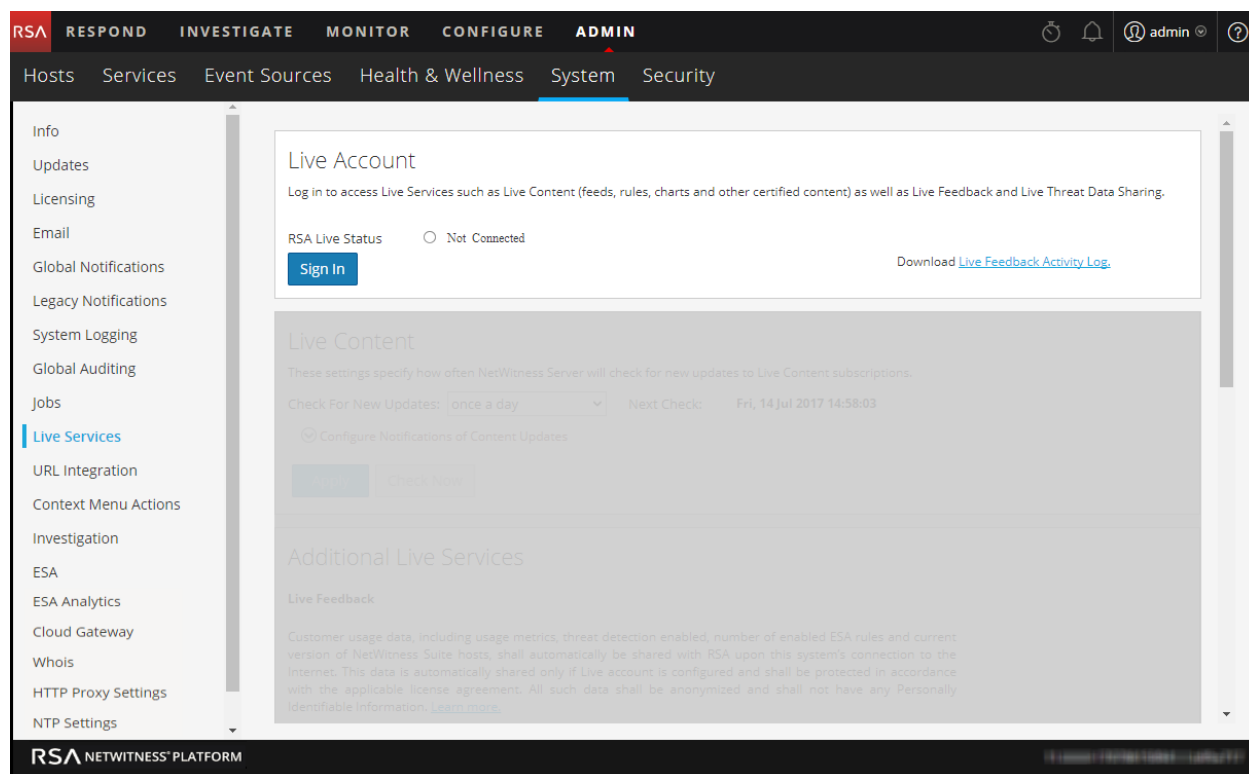 RSA RESPOND INVESTIGATE MONITOR CONFIGURE ADMIN admin ?
Hosts Services Event Sources Health & Wellness System Security
Info
Updates
Licensing
Email
Global Notifications
Legacy Notifications
System Logging
Global Auditing
Jobs
Live Services
URL Integration
Context Menu Actions
Investigation
ESA
ESA Analytics
Cloud Gateway
Whois
HTTP Proxy Settings
NTP Settings
Live Account
Log in to access Live Services such as Live Content (feeds, rules, charts and other certified content) as well as Live Feedback and Live Threat Data Sharing.
RSA Live Status Not Connected
Sign In
Download Live Feedback Activity Log.
Live Content
These settings specify how often NetWitness Server will check for new updates to Live Content subscriptions.
Check For New Updates: once a day Next Check: Fri, 14 Jul 2017 14:58:03
Configure Notifications of Content Updates
Apply Check Now
Additional Live Services
Live Feedback
Customer usage data, including usage metrics, threat detection enabled, number of enabled ESA rules and current
version of NetWitness Suite hosts, shall automatically be shared with RSA upon this system's connection to the
Internet. This data is automatically shared only if Live account is configured and shall be protected in accordance
with the applicable license agreement. All such data shall be anonymized and shall not have any Personally
Identifiable Information. Learn more.
RSA NETWITNESS® PLATFORM